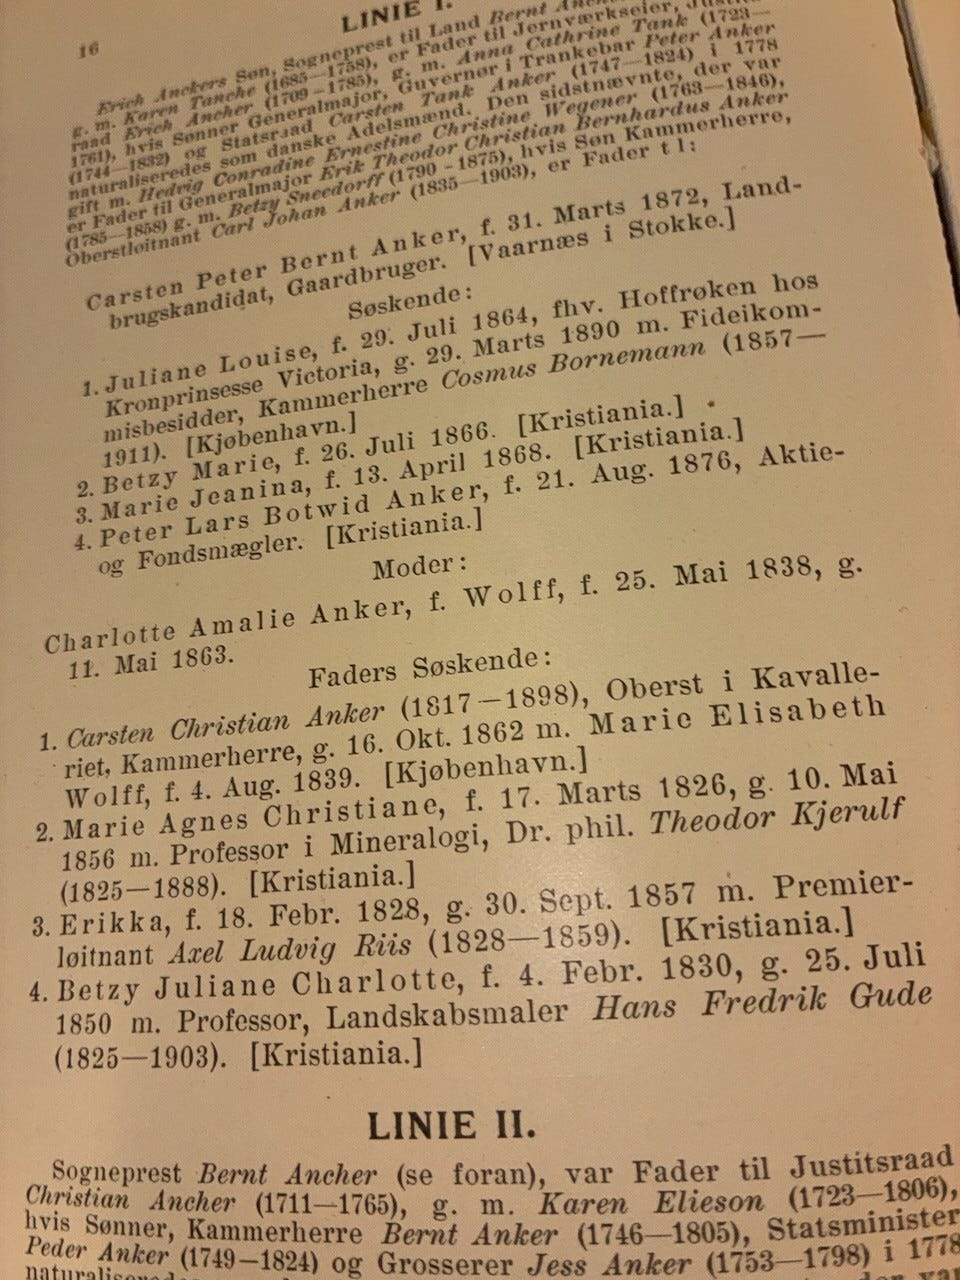 16
LINIE I.
Erich Anckers Søn, Sogneprest til Land Bernt
g. m. Karen Tanche (1685—1758), er Fader til Jernværkseier,
raad Erich Ancher (1709—1785), g. m. Anna Cathrine Tank (1723—
1761), hvis Sønner Generalmajor, Guvernør i Trankebar Peter Anker
(1744—1832) og Statsraad Carsten Tank Anker (1747—1824) i 1778
naturaliseredes som danske Adelsmænd. Den sidstnævnte, der var
gift m. Hedvig Conradine Ernestine Christine Wegener (1763—1846),
er Fader til Generalmajor Erik Theodor Christian Bernhardus Anker
(1785—1858) g. m. Betzy Sneedorff (1790—1875), hvis Søn Kammerherre,
Oberstløitnant Carl Johan Anker (1835—1903), er Fader t l:
Carsten Peter Bernt Anker, f. 31. Marts 1872, Land-
brugskandidat, Gaardbruger. [Vaarnæs i Stokke.]
Søskende:
1. Juliane Louise, f. 29. Juli 1864, fhv. Hoffrøken hos
Kronprinsesse Victoria, g. 29. Marts 1890 m. Fideikom-
misbesidder, Kammerherre Cosmus Bornemann (1857—
1911). [Kjøbenhavn.]
2. Betzy Marie, f. 26. Juli 1866. [Kristiania.]
3. Marie Jeanina, f. 13. April 1868. [Kristiania.]
4. Peter Lars Botwid Anker, f. 21. Aug. 1876, Aktie-
og Fondsmægler. [Kristiania.]
Moder:
Charlotte Amalie Anker, f. Wolff, f. 25. Mai 1838, g.
11. Mai 1863.
Faders Søskende:
1. Carsten Christian Anker (1817—1898), Oberst i Kavalle-
riet, Kammerherre, g. 16. Okt. 1862 m. Marie Elisabeth
Wolff, f. 4. Aug. 1839. [Kjøbenhavn.]
2. Marie Agnes Christiane, f. 17. Marts 1826, g. 10. Mai
1856 m. Professor i Mineralogi, Dr. phil. Theodor Kjerulf
(1825—1888). [Kristiania.]
3. Erikka, f. 18. Febr. 1828, g. 30. Sept. 1857 m. Premier-
løitnant Axel Ludvig Riis (1828—1859). [Kristiania.]
4. Betzy Juliane Charlotte, f. 4. Febr. 1830, g. 25. Juli
1850 m. Professor, Landskabsmaler Hans Fredrik Gude
(1825—1903). [Kristiania.]
LINIE II.
Sogneprest Bernt Ancher (se foran), var Fader til Justitsraad
Christian Ancher (1711—1765), g. m. Karen Elieson (1723—1806),
hvis Sønner, Kammerherre Bernt Anker (1746—1805), Statsminister
Peder Anker (1749—1824) og Grosserer Jess Anker (1753—1798) i 1778